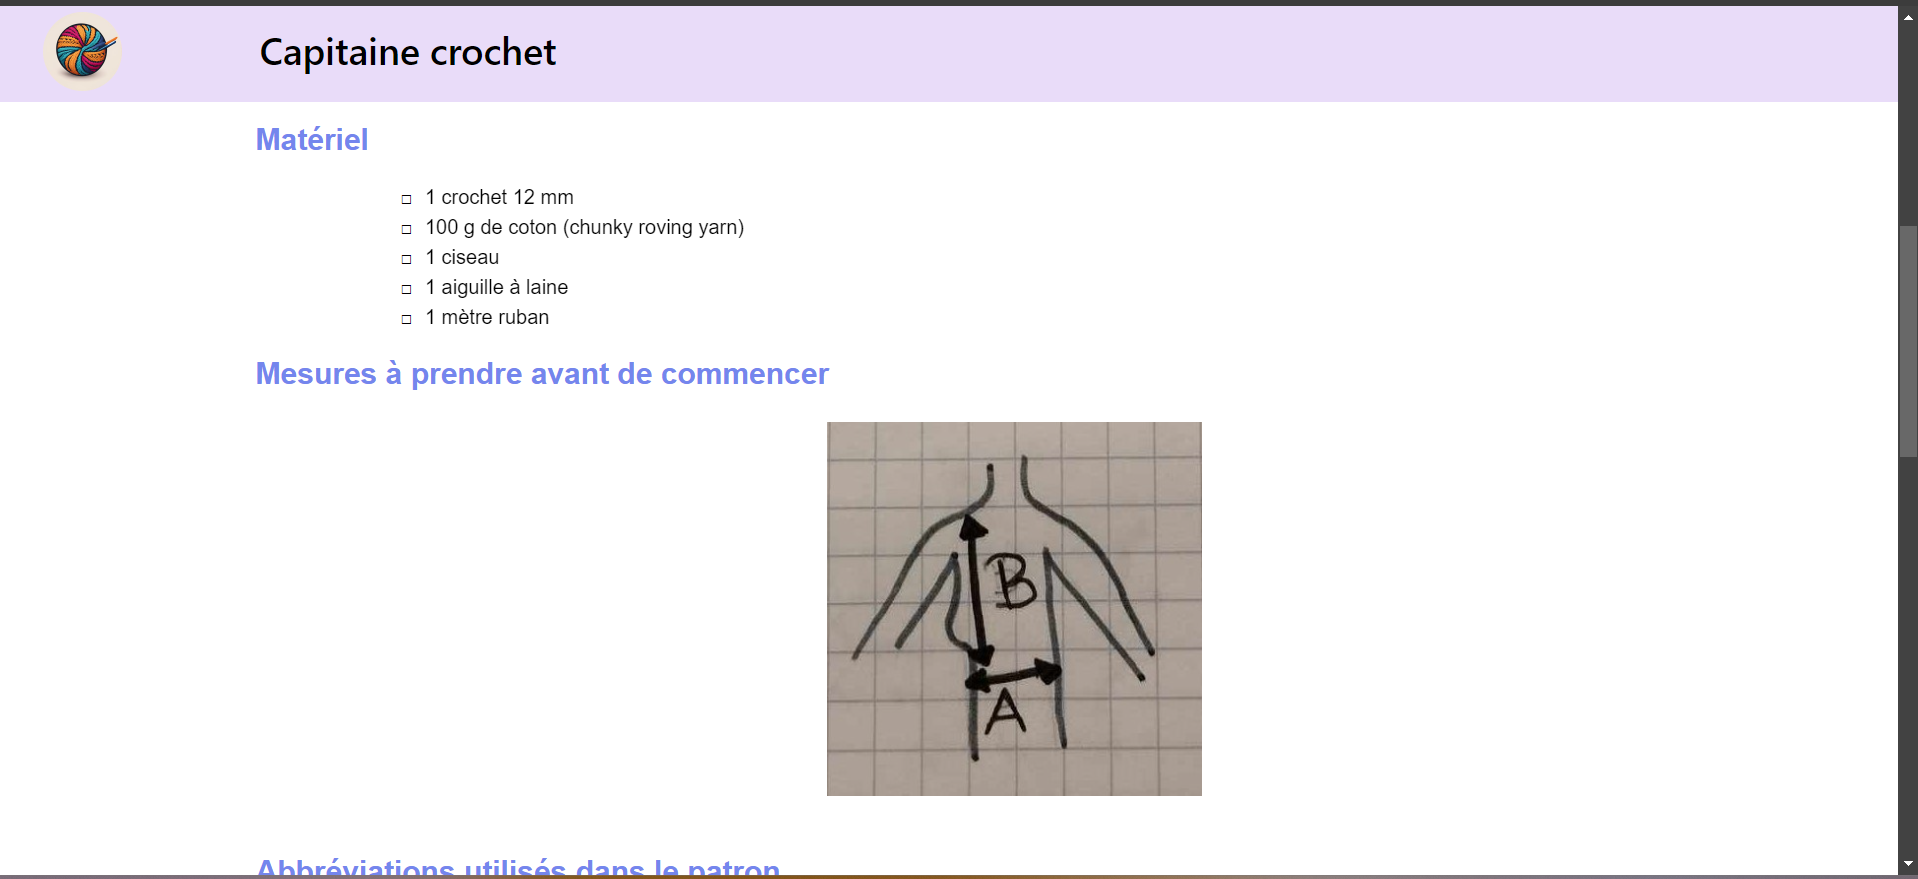 Capitaine crochet
Matériel
1 crochet 12 mm
100 g de coton (chunky roving yarn)
1 ciseau
1 aiguille à laine
1 mètre ruban
Mesures à prendre avant de commencer
B
A
Abbréviations utilisés dans le patron